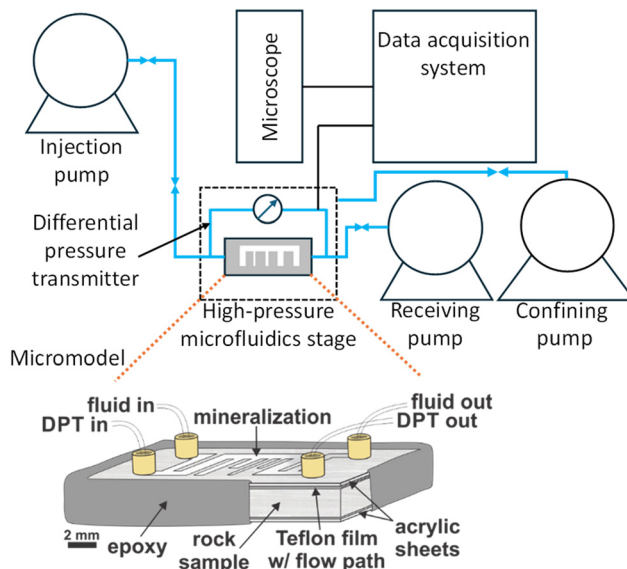 Injection
pump
Microscope
Data acquisition
system
Differential
pressure
transmitter
High-pressure
microfluidics stage
Receiving
pump
Confining
pump
Micromodel
fluid in
DPT in
mineralization
fluid out
DPT out
2 mm
epoxy
rock
sample
Teflon film
w/ flow path
acrylic
sheets